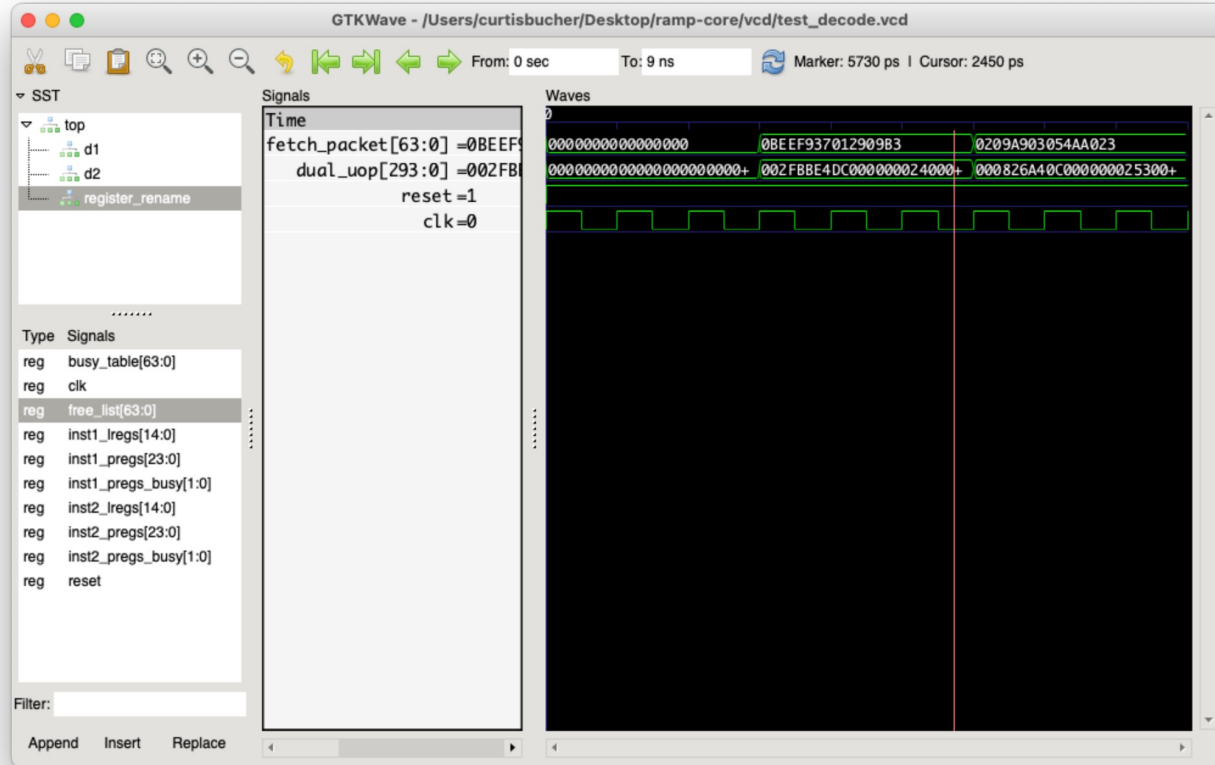 GTKWave - /Users/curtisbucher/Desktop/ramp-core/vcd/test_decode.vcd
From: 0 sec To: 9 ns Marker: 5730 ps | Cursor: 2450 ps
SST
top
d1
d2
register_rename
Type Signals
reg busy_table[63:0]
reg clk
reg free_list[63:0]
reg inst1_lregs[14:0]
reg inst1_pregs[23:0]
reg inst1_pregs_busy[1:0]
reg inst2_lregs[14:0]
reg inst2_pregs[23:0]
reg inst2_pregs_busy[1:0]
reg reset
Filter:
Append Insert Replace
Signals
Time
fetch_packet[63:0] =0BEEF9
dual_uop[293:0] =002FBB
reset =1
clk =0
Waves
0
0000000000000000 0BEEF937012909B3 0209A903054AA023
0000000000000000000000+ 002FBBE4DC000000024000+ 000826A40C000000025300+